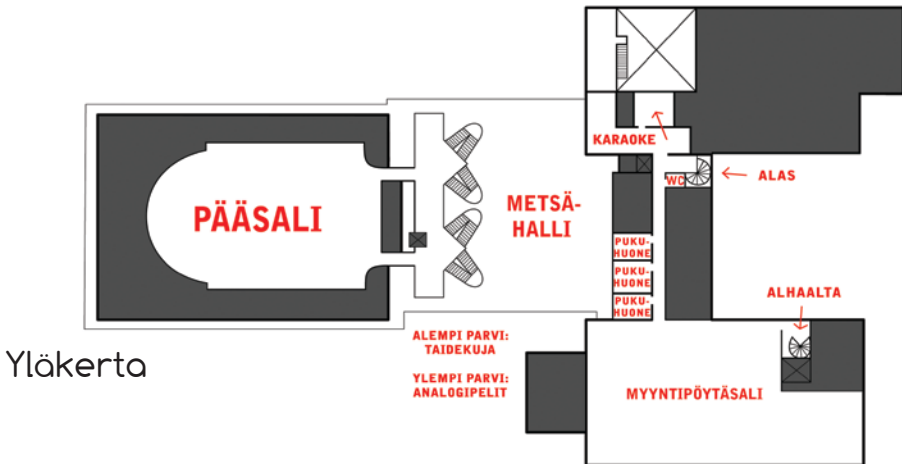 KARAOKE
WC
ALAS
PÄÄSALI
METSÄ-
HALLI
PUKU-
HUONE
PUKU-
HUONE
PUKU-
HUONE
ALHAALTA
ALEMPI PARVI:
TAIDEKUJA
YLEMPI PARVI:
ANALOGIPELIT
Yläkerta
MYYNTIPÖYTÄSALI